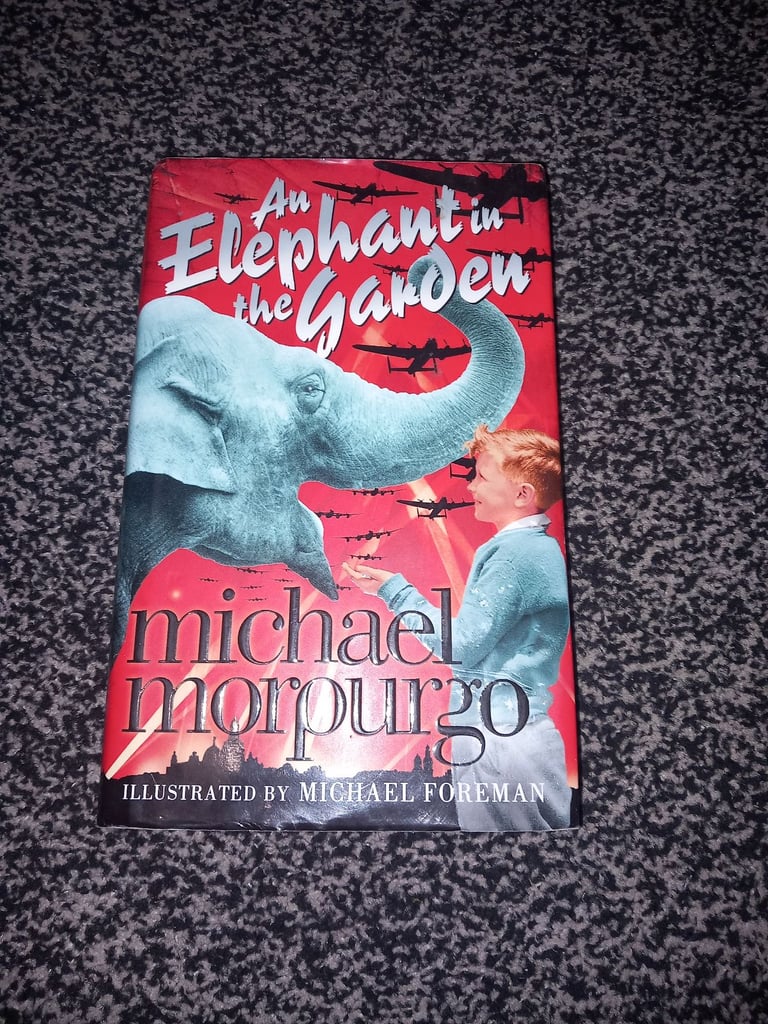 An
Elephant in
the Garden
michael
morpurgo
ILLUSTRATED BY MICHAEL FOREMAN